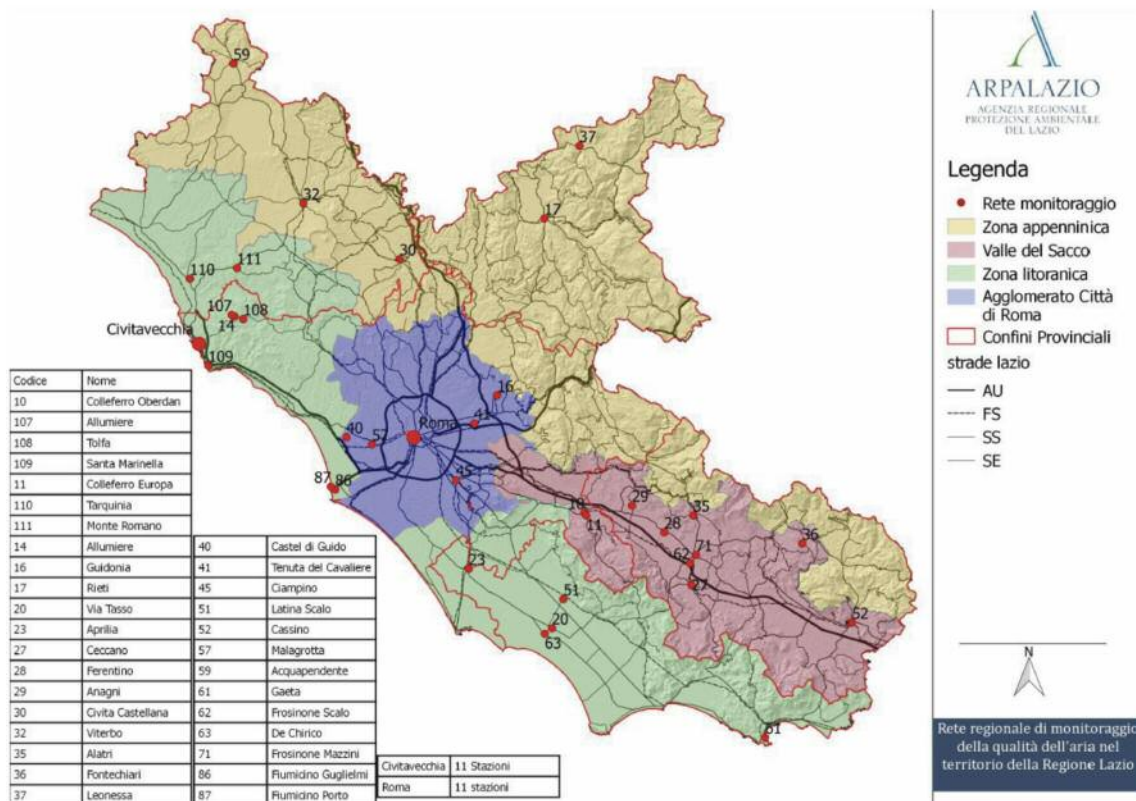 59
37
32
17
30
111
110
107
108
14
Civitavecchia
109
16
41
Roma
40
57
45
87
86
10
11
29
28
35
36
71
62
27
23
51
20
63
52
61
ARPALAZIO
AGENZIA REGIONALE
PROTEZIONE AMBIENTALE
DEL LAZIO
Legenda
Rete monitoraggio
Zona appenninica
Valle del Sacco
Zona litoranica
Agglomerato Città
di Roma
Confini Provinciali
strade lazio
AU
FS
SS
SE
N
Rete regionale di monitoraggio
della qualità dell'aria nel
territorio della Regione Lazio
Codice Nome
10 Colleferro Oberdan
107 Allumiere
108 Tolfa
109 Santa Marinella
11 Colleferro Europa
110 Tarquinia
111 Monte Romano
14 Allumiere
16 Guidonia
17 Rieti
20 Via Tasso
23 Aprilia
27 Ceccano
28 Ferentino
29 Anagni
30 Civita Castellana
32 Viterbo
35 Alatri
36 Fontechiari
37 Leonessa
40 Castel di Guido
41 Tenuta del Cavaliere
45 Ciampino
51 Latina Scalo
52 Cassino
57 Malagrotta
59 Acquapendente
61 Gaeta
62 Frosinone Scalo
63 De Chirico
71 Frosinone Mazzini
86 Fiumicino Guglielmi
87 Fiumicino Porto
Civitavecchia 11 Stazioni
Roma 11 stazioni